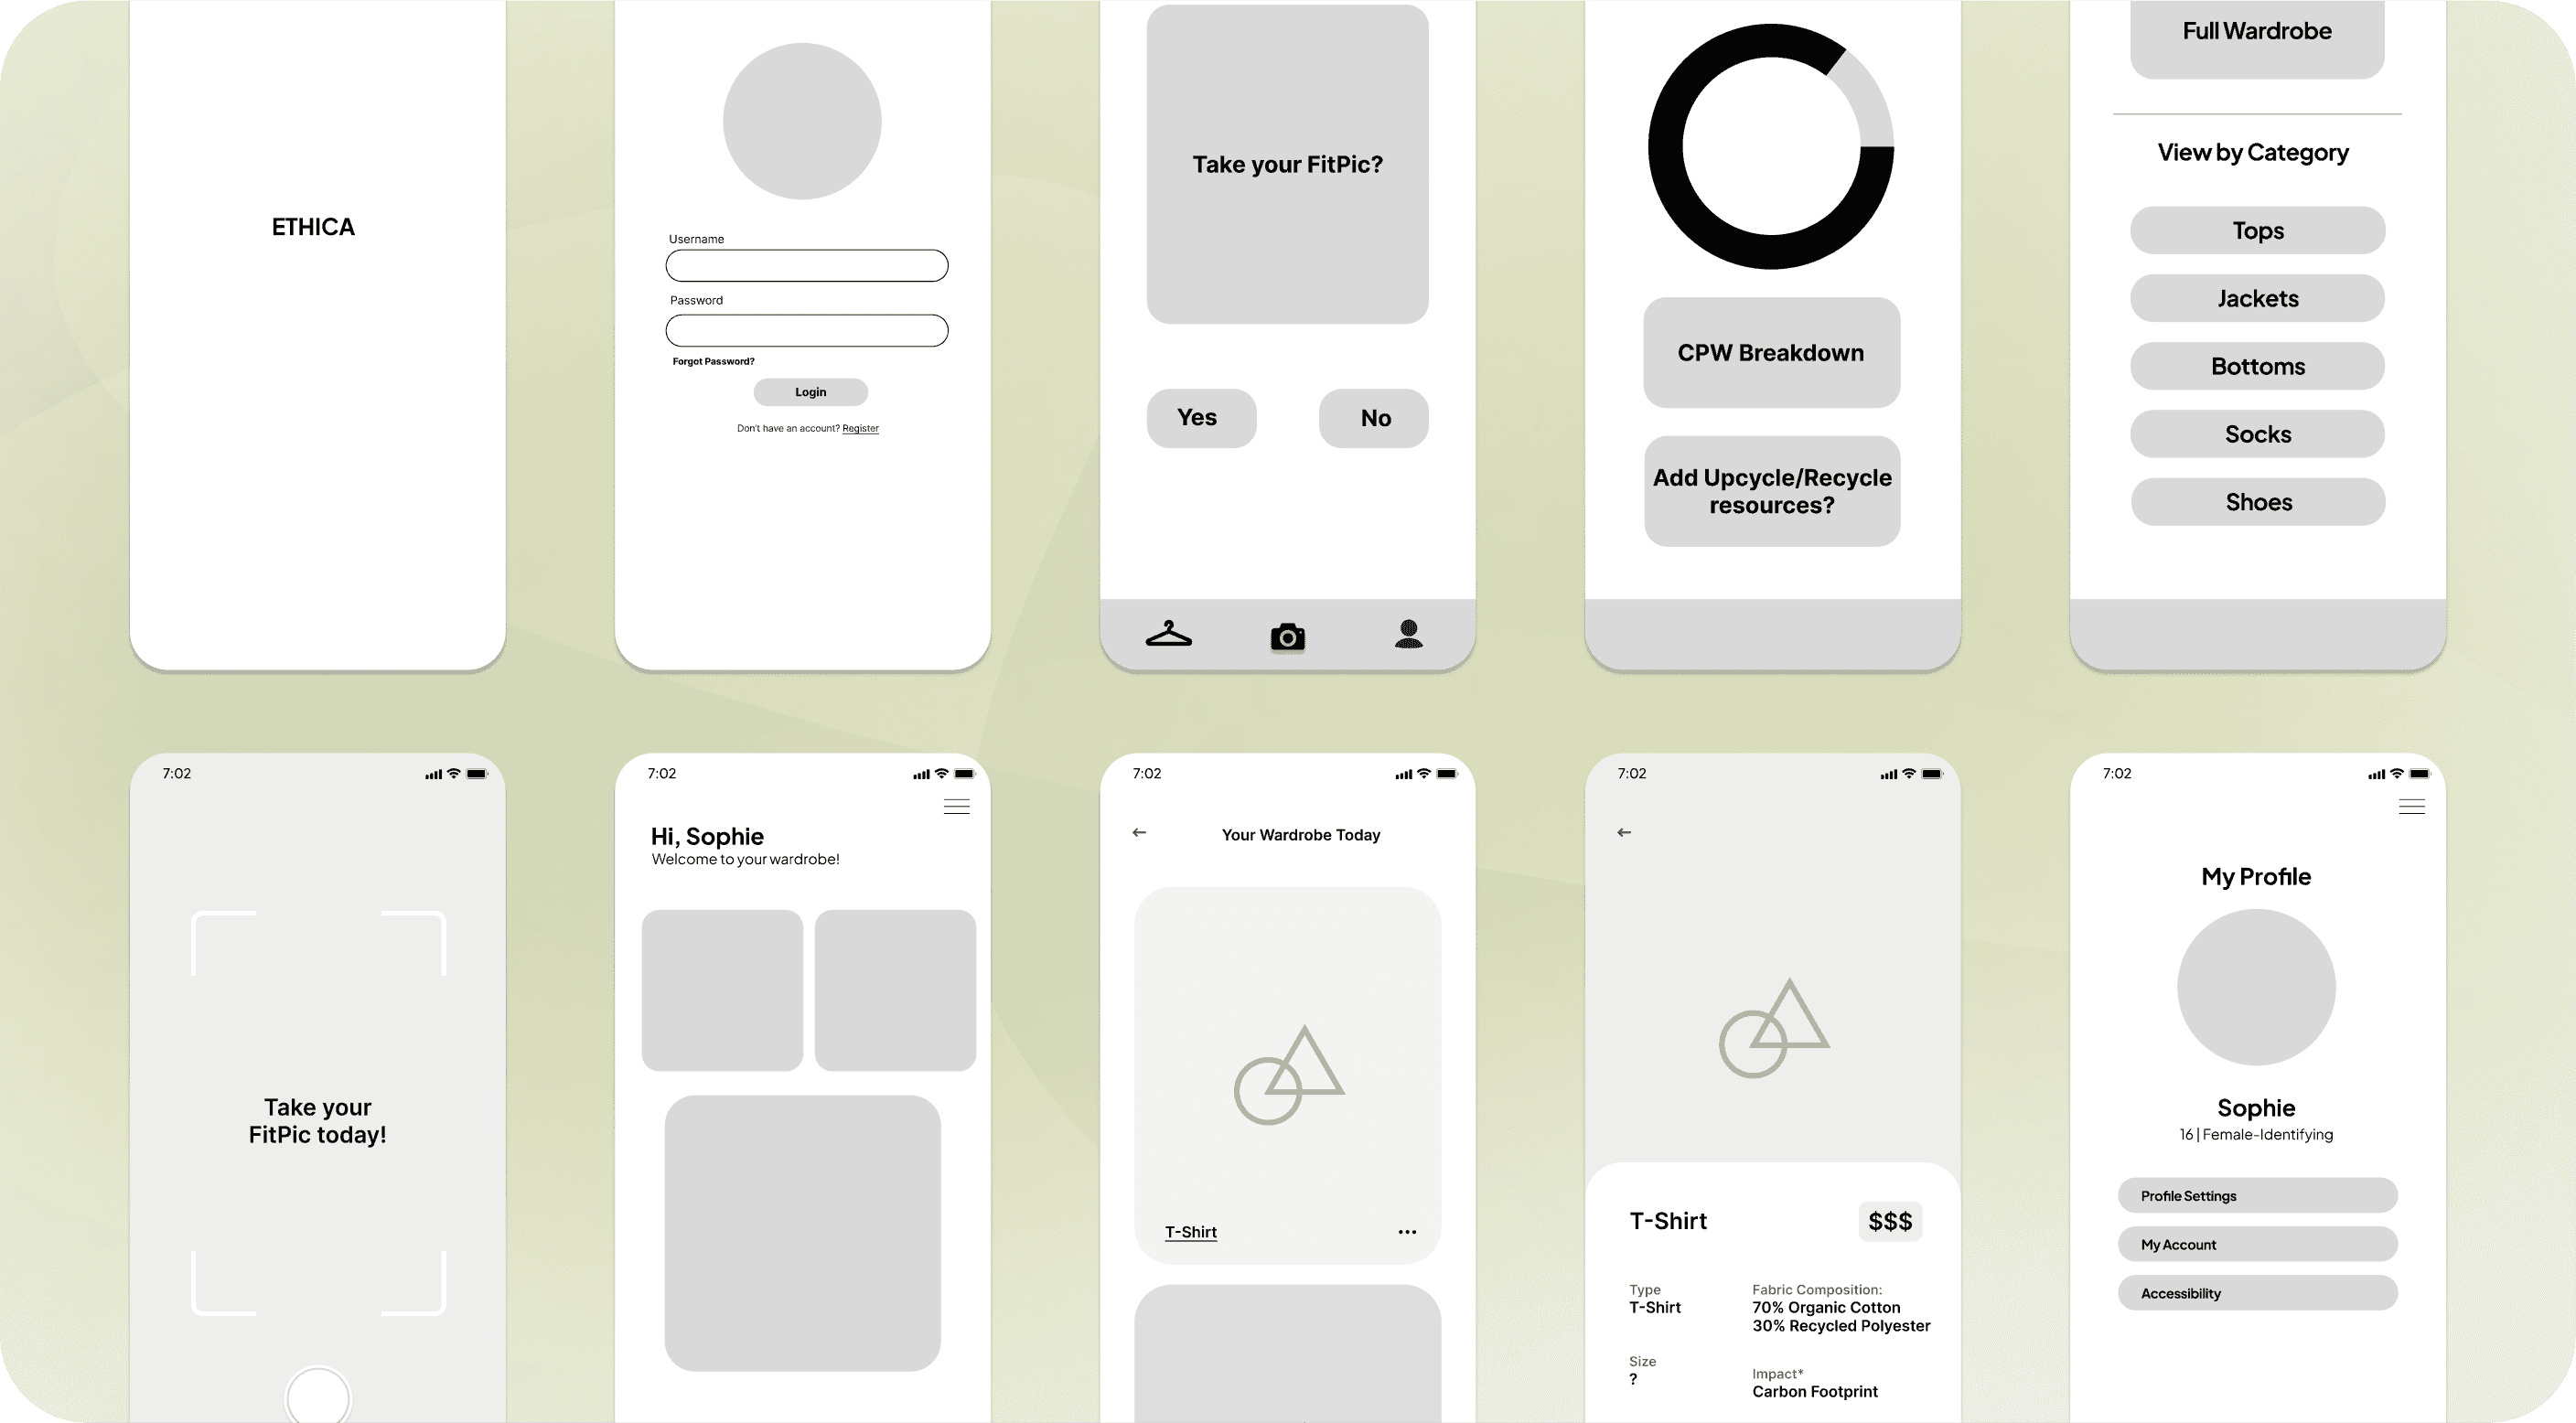 ETHICA
Username
Password
Forgot Password?
Login
Don't have an account? Register
Take your FitPic?
Yes
No
CPW Breakdown
Add Upcycle/Recycle
resources?
Full Wardrobe
View by Category
Tops
Jackets
Bottoms
Socks
Shoes
7:02
Take your
FitPic today!
7:02
Hi, Sophie
Welcome to your wardrobe!
7:02
Your Wardrobe Today
T-Shirt
7:02
T-Shirt
$$$
Type
T-Shirt
Fabric Composition:
70% Organic Cotton
30% Recycled Polyester
Size
?
Impact*
Carbon Footprint
7:02
My Profile
Sophie
16 | Female-Identifying
Profile Settings
My Account
Accessibility